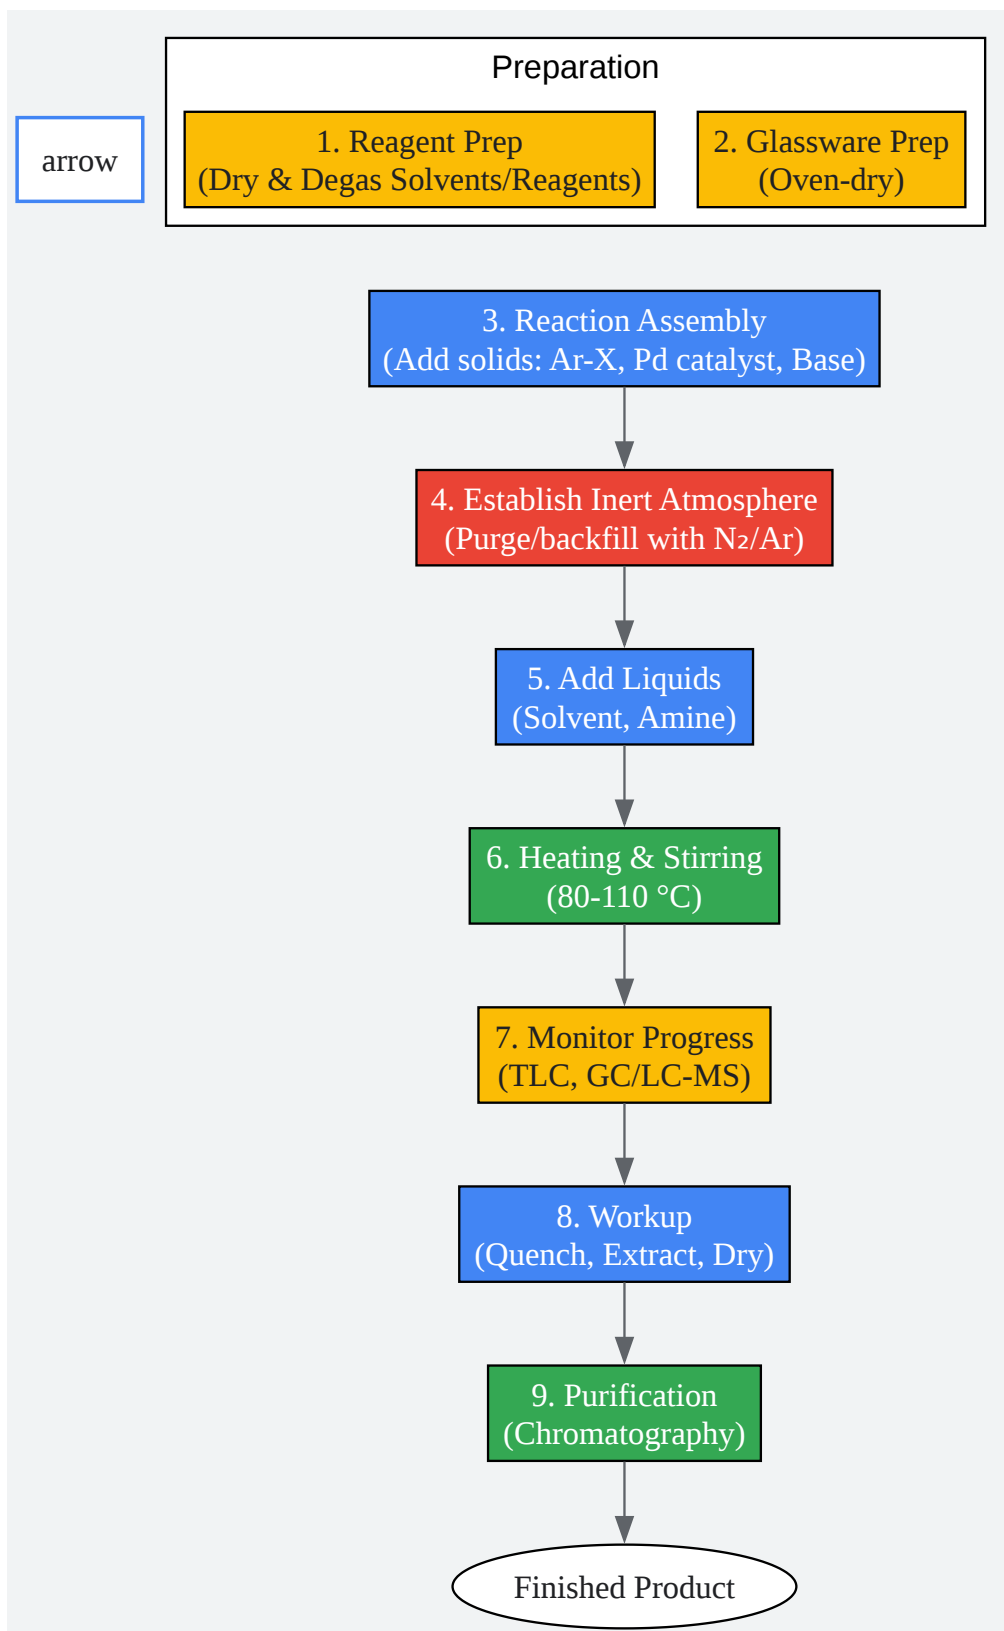 Preparation
arrow
1. Reagent Prep
(Dry & Degas Solvents/Reagents)
2. Glassware Prep
(Oven-dry)
3. Reaction Assembly
(Add solids: Ar-X, Pd catalyst, Base)
4. Establish Inert Atmosphere
(Purge/backfill with N₂/Ar)
5. Add Liquids
(Solvent, Amine)
6. Heating & Stirring
(80-110 °C)
7. Monitor Progress
(TLC, GC/LC-MS)
8. Workup
(Quench, Extract, Dry)
9. Purification
(Chromatography)
Finished Product